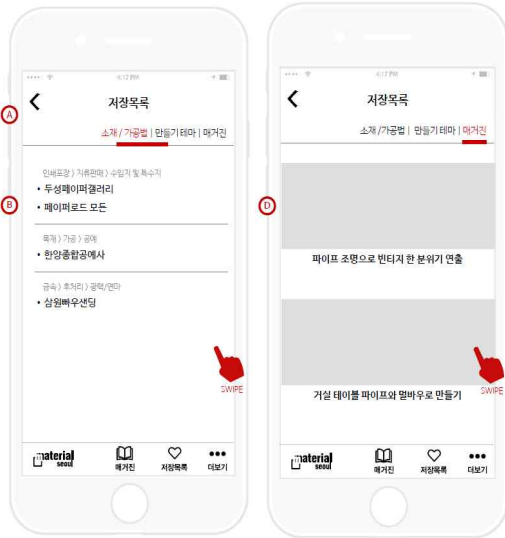 4:17 PM
저장목록
A
소재 / 가공법 | 만들기 테마 | 매거진
인쇄포장 > 지류판매 > 수입지 및 특수지
B
• 두성페이퍼갤러리
• 페이퍼로드 모든
목재 > 가공 > 공예
• 한양종합공예사
금속 > 후처리 > 광택/연마
• 삼원빠우샌딩
SWIPE
material
seoul
매거진
저장목록
더보기
4:17 PM
저장목록
소재 / 가공법 | 만들기 테마 | 매거진
D
파이프 조명으로 빈티지 한 분위기 연출
거실 테이블 파이프와 멀바우로 만들기
SWIPE
material
seoul
매거진
저장목록
더보기